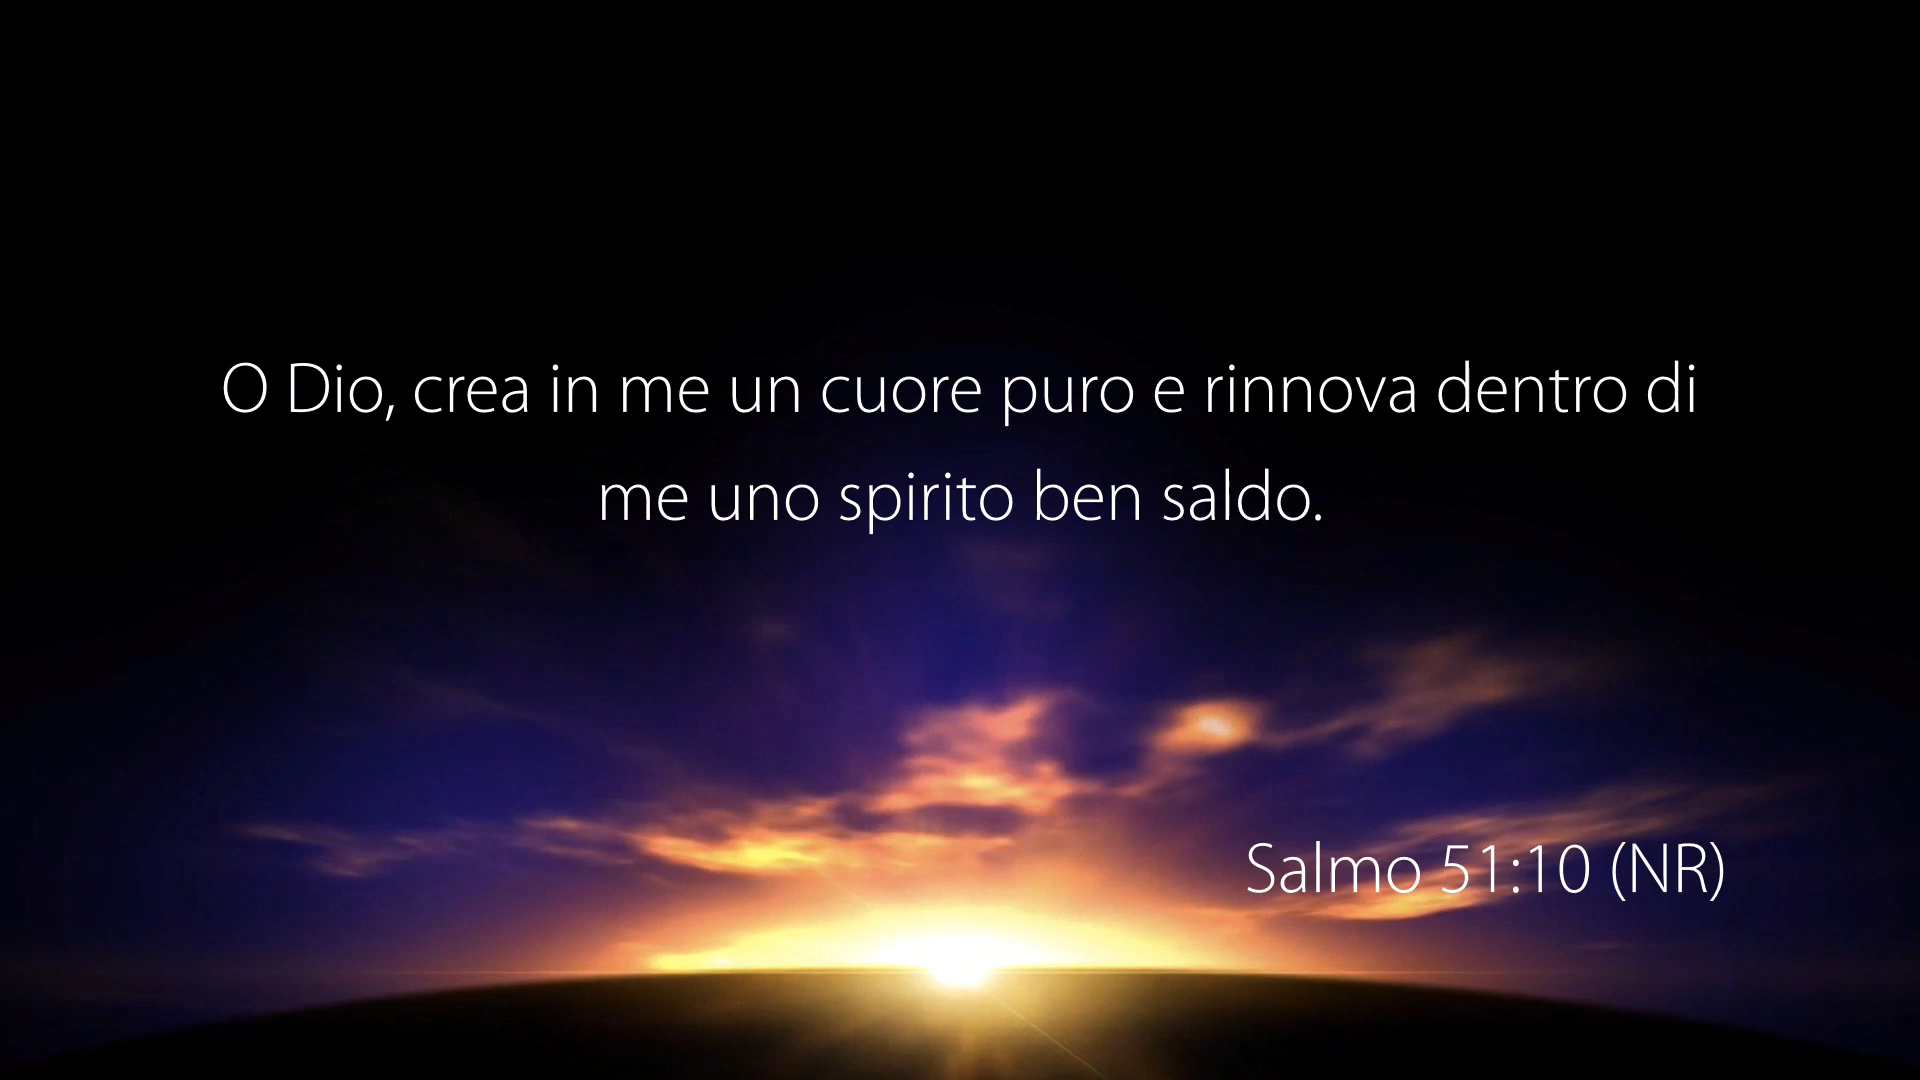 O Dio, crea in me un cuore puro e rinnova dentro di
me uno spirito ben saldo.
Salmo 51:10 (NR)